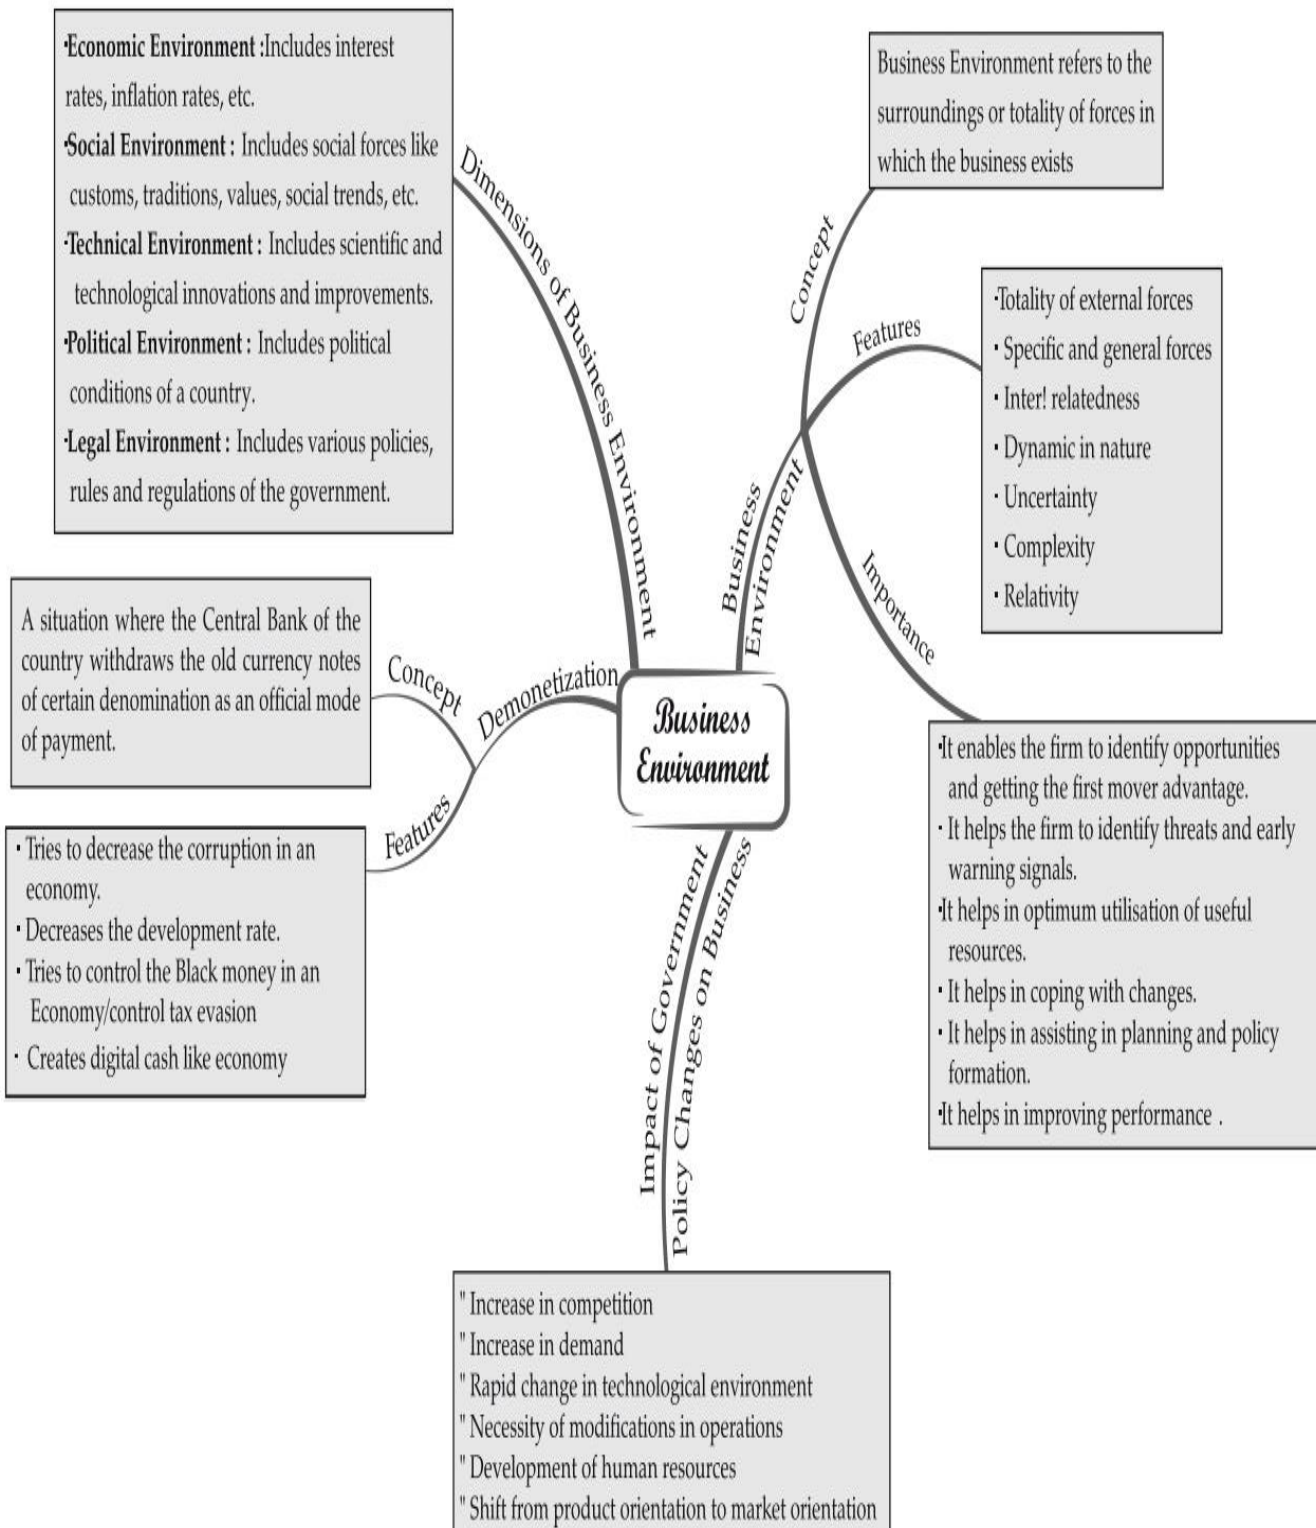 ·Economic Environment :Includes interest
rates, inflation rates, etc.
·Social Environment : Includes social forces like
customs, traditions, values, social trends, etc.
·Technical Environment : Includes scientific and
technological innovations and improvements.
·Political Environment : Includes political
conditions of a country.
·Legal Environment : Includes various policies,
rules and regulations of the government.
Dimensions of Business Environment
Business Environment refers to the
surroundings or totality of forces in
which the business exists
Concept
Features
·Totality of external forces
· Specific and general forces
· Inter! relatedness
· Dynamic in nature
· Uncertainty
· Complexity
· Relativity
Business
Environment
Importance
·It enables the firm to identify opportunities
and getting the first mover advantage.
· It helps the firm to identify threats and early
warning signals.
·It helps in optimum utilisation of useful
resources.
· It helps in coping with changes.
· It helps in assisting in planning and policy
formation.
·It helps in improving performance .
A situation where the Central Bank of the
country withdraws the old currency notes
of certain denomination as an official mode
of payment.
Concept
Demonetization
Features
· Tries to decrease the corruption in an
economy.
· Decreases the development rate.
· Tries to control the Black money in an
Economy/control tax evasion
· Creates digital cash like economy
Business
Environment
Impact of Government
Policy Changes on Business
" Increase in competition
" Increase in demand
" Rapid change in technological environment
" Necessity of modifications in operations
" Development of human resources
" Shift from product orientation to market orientation